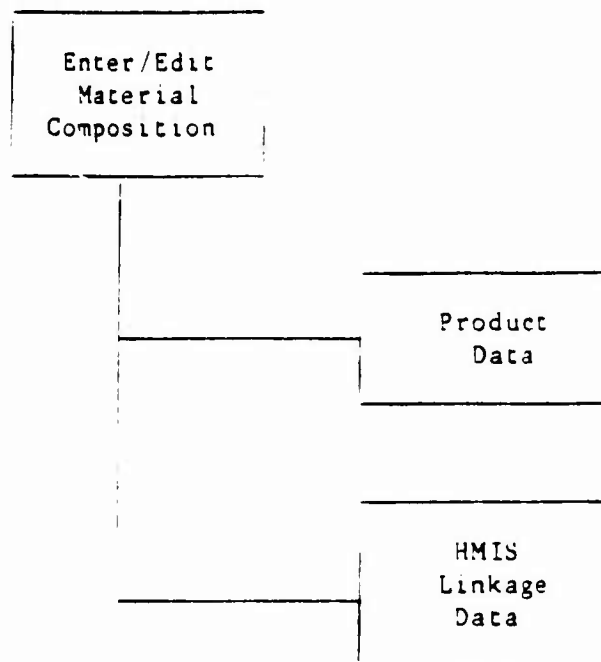 Enter/Edit
Material
Composition
Product
Data
HMIS
Linkage
Data